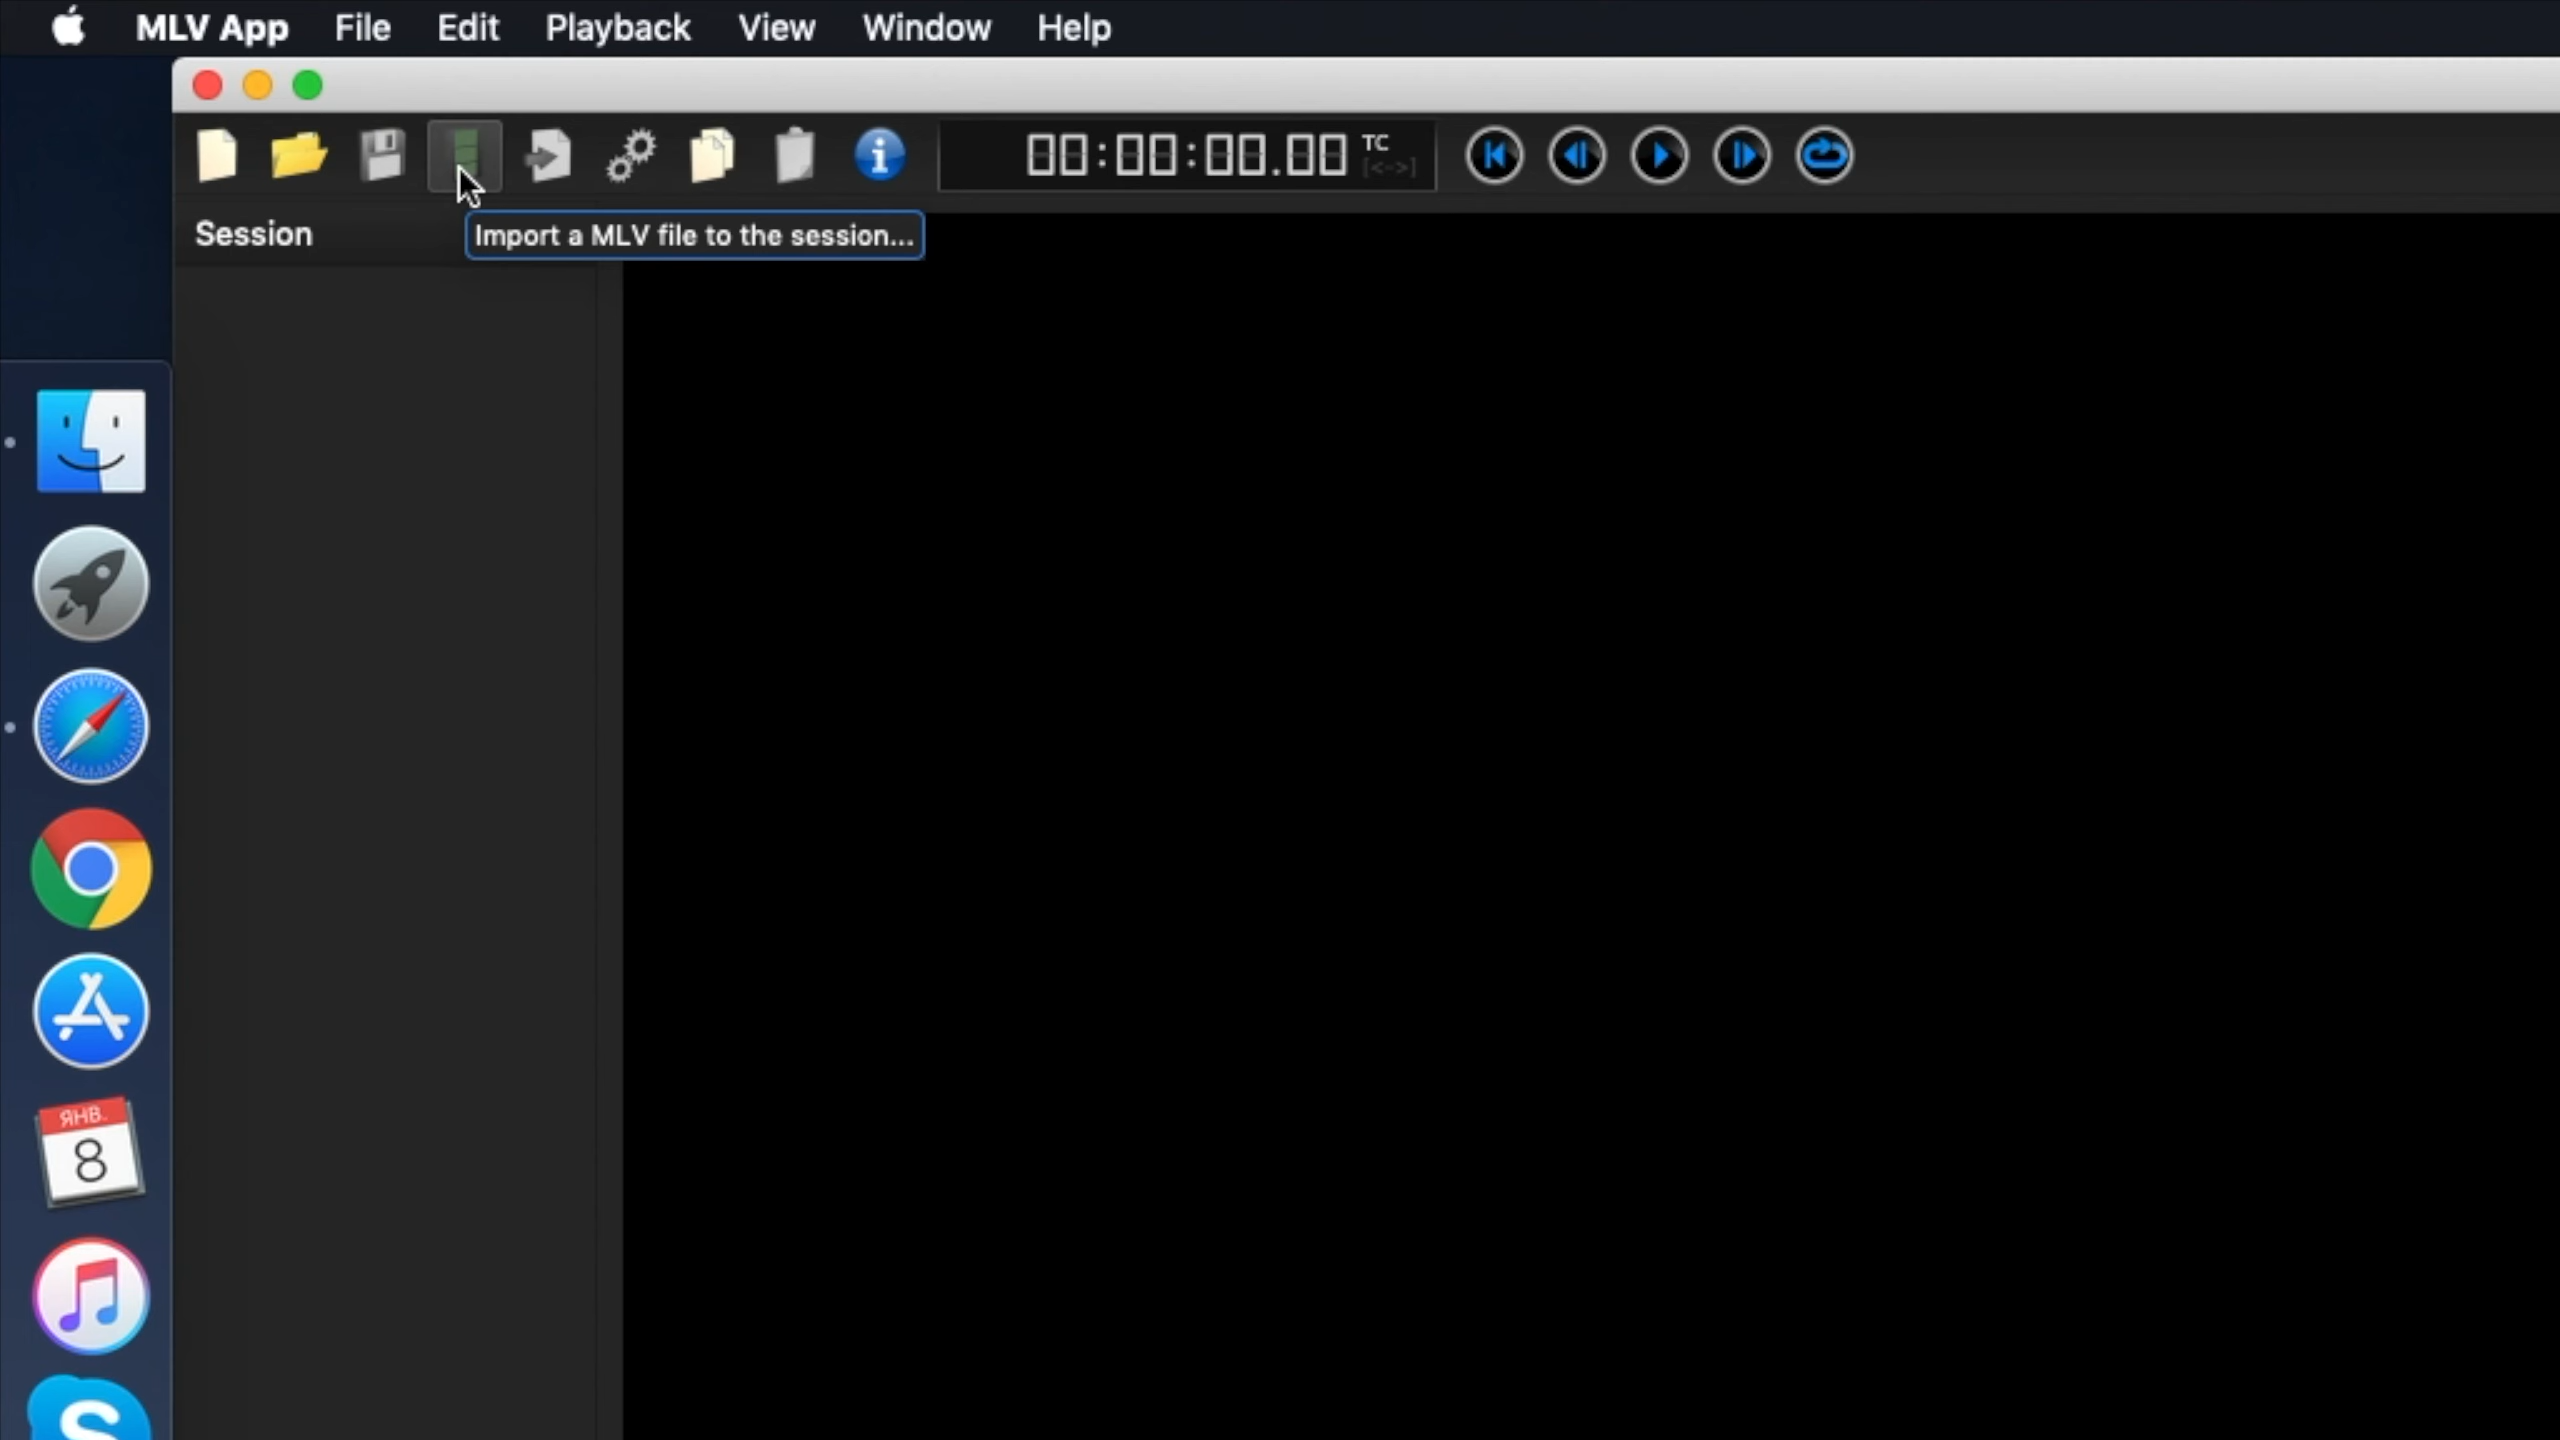 MLV App File Edit Playback View Window Help
00:00:00.00 TC
[<->]
Session
Import a MLV file to the session...
ЯНВ.
8